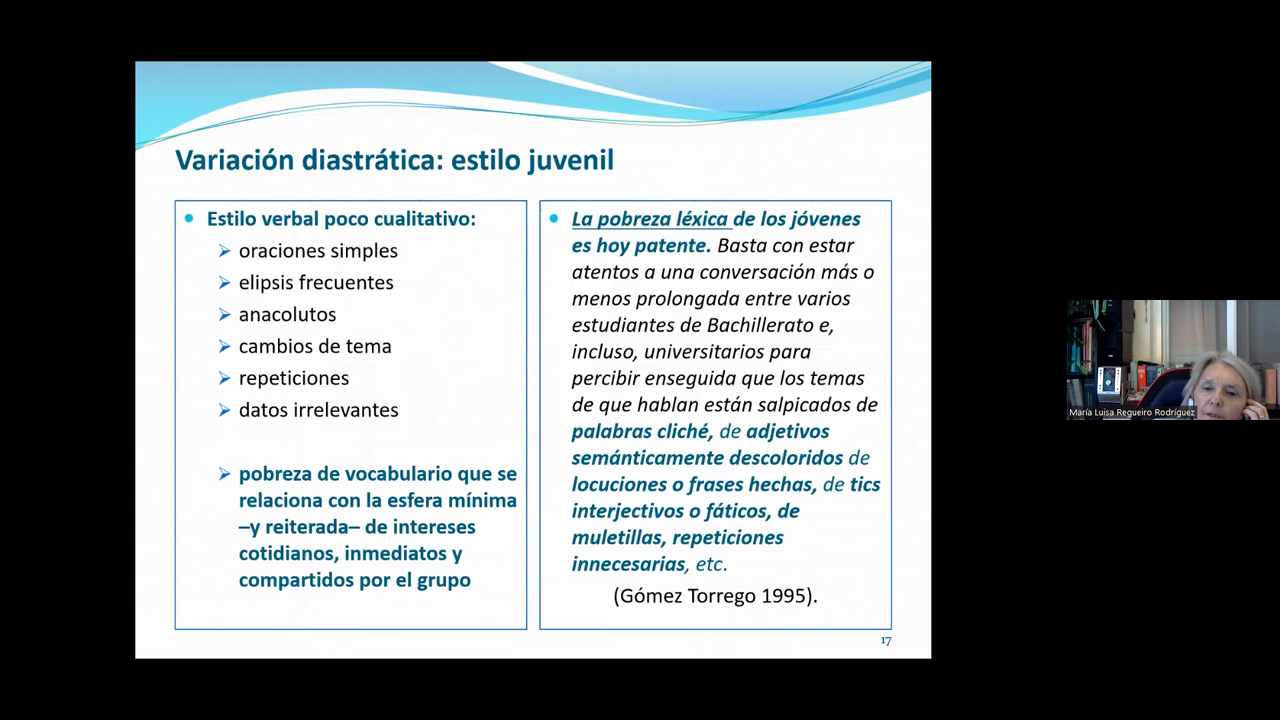 Variación diastrática: estilo juvenil
Estilo verbal poco cualitativo:
oraciones simples
elipsis frecuentes
anacolutos
cambios de tema
repeticiones
datos irrelevantes
pobreza de vocabulario que se
relaciona con la esfera mínima
–y reiterada– de intereses
cotidianos, inmediatos y
compartidos por el grupo
La pobreza léxica de los jóvenes
es hoy patente. Basta con estar
atentos a una conversación más o
menos prolongada entre varios
estudiantes de Bachillerato e,
incluso, universitarios para
percibir enseguida que los temas
de que hablan están salpicados de
palabras cliché, de adjetivos
semánticamente descoloridos de
locuciones o frases hechas, de tics
interjectivos o fáticos, de
muletillas, repeticiones
innecesarias, etc.
(Gómez Torrego 1995).
17
María Luisa Regueiro Rodríguez